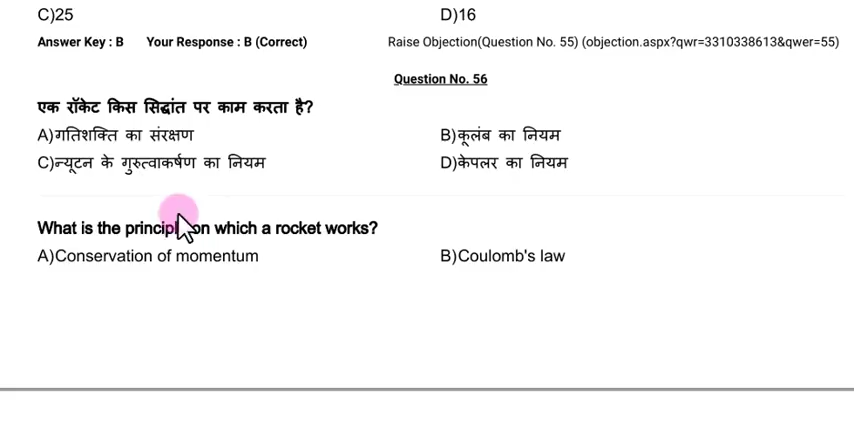 C)25 D)16
Answer Key : B Your Response : B (Correct) Raise Objection(Question No. 55) (objection.aspx?qwr=3310338613&qwer=55)
Question No. 56
एक रॉकेट किस सिद्धांत पर काम करता है?
A)गतिशक्ति का संरक्षण B)कूलंब का नियम
C)न्यूटन के गुरुत्वाकर्षण का नियम D)केपलर का नियम
What is the principle on which a rocket works?
A)Conservation of momentum B)Coulomb's law